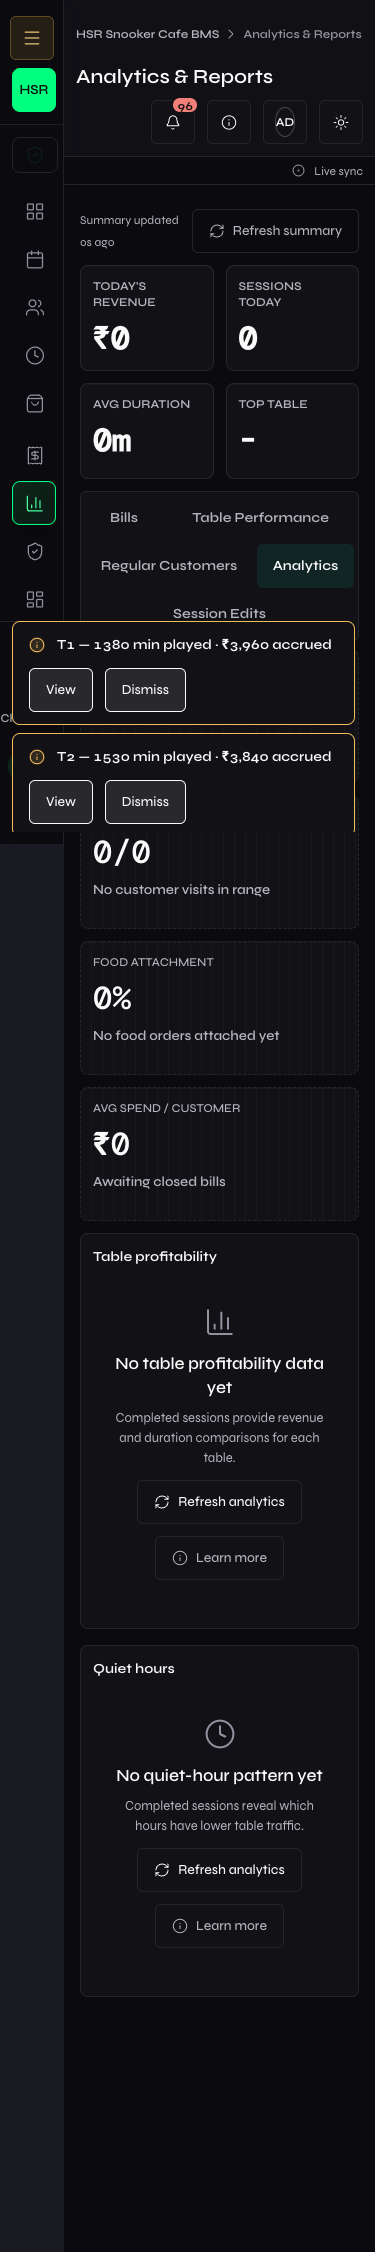 HSR Snooker Cafe BMS > Analytics & Reports
HSR
Analytics & Reports
96
AD
Live sync
Summary updated
0s ago
Refresh summary
TODAY'S
REVENUE
₹0
SESSIONS
TODAY
0
AVG DURATION
0m
TOP TABLE
-
Bills
Table Performance
Regular Customers
Analytics
Session Edits
T1 — 1380 min played · ₹3,960 accrued
View
Dismiss
T2 — 1530 min played · ₹3,840 accrued
View
Dismiss
0/0
No customer visits in range
FOOD ATTACHMENT
0%
No food orders attached yet
AVG SPEND / CUSTOMER
₹0
Awaiting closed bills
Table profitability
No table profitability data
yet
Completed sessions provide revenue
and duration comparisons for each
table.
Refresh analytics
Learn more
Quiet hours
No quiet-hour pattern yet
Completed sessions reveal which
hours have lower table traffic.
Refresh analytics
Learn more